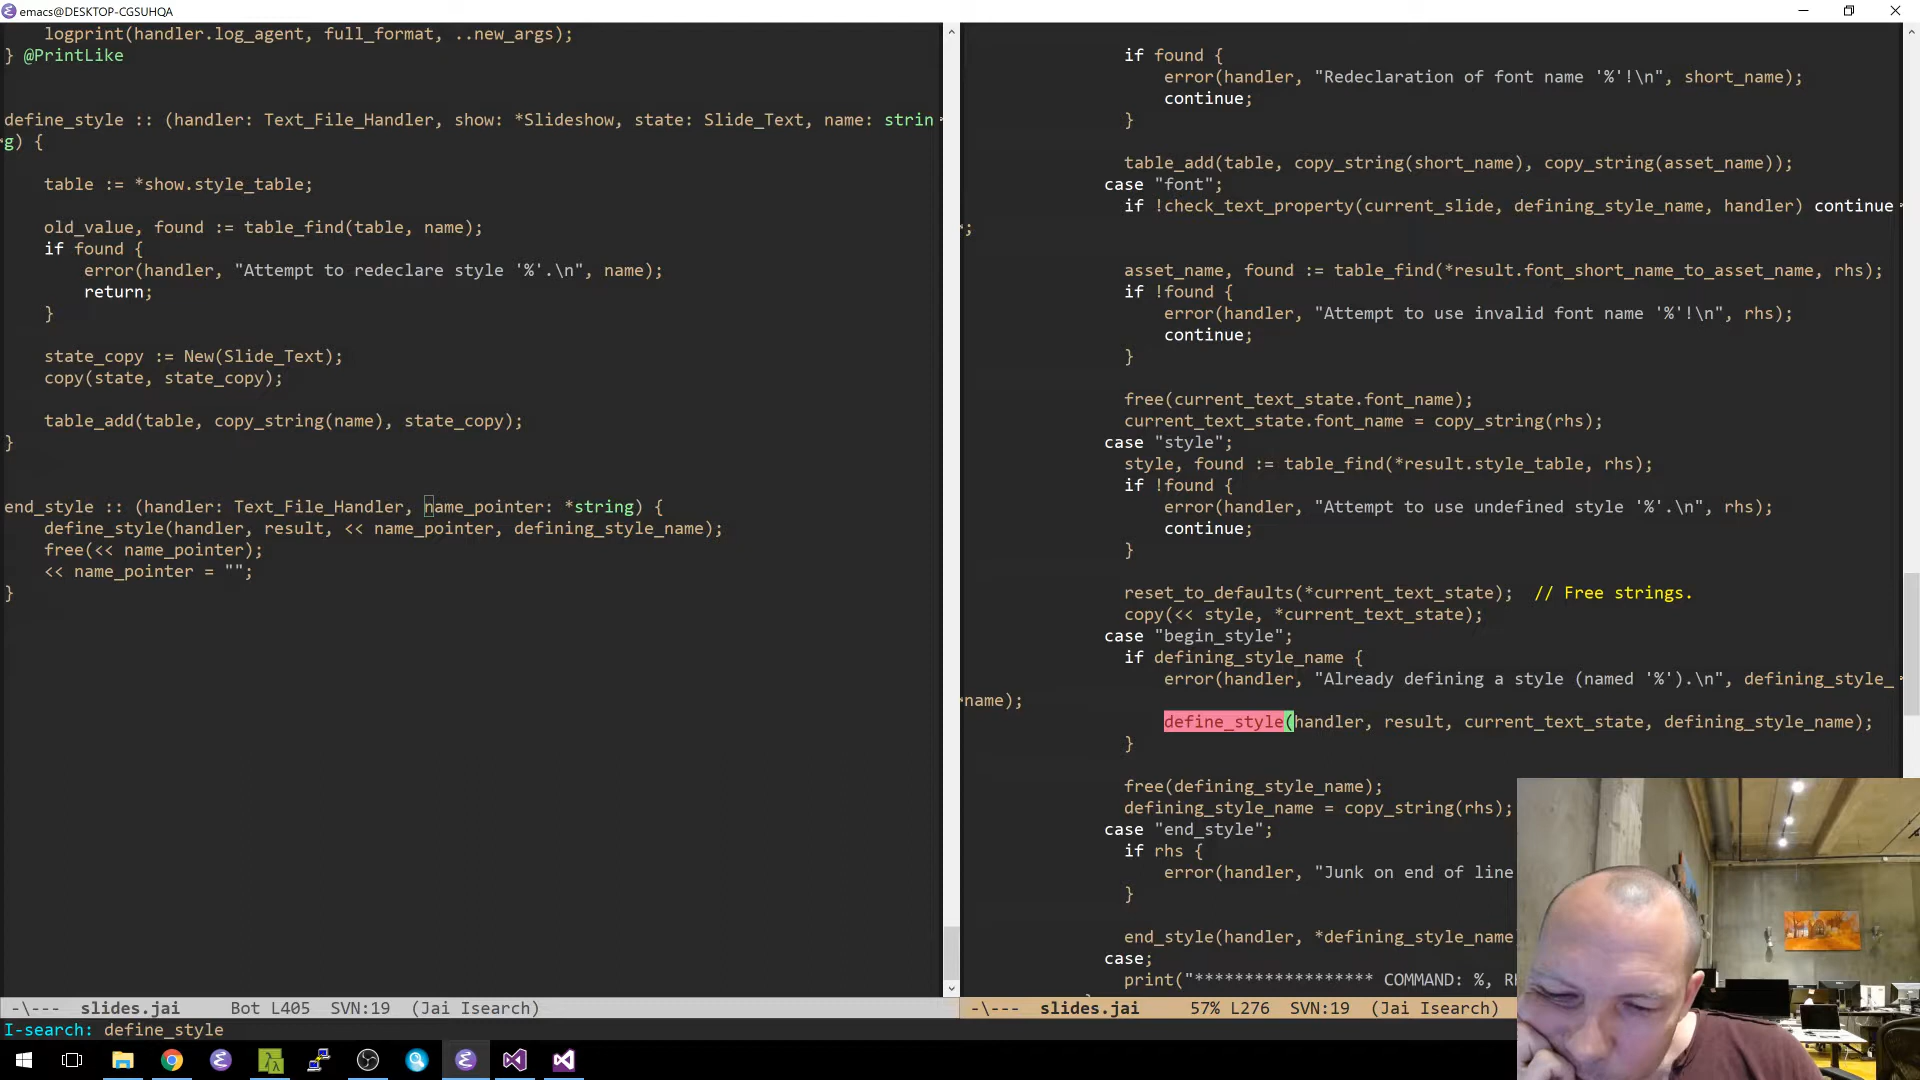 emacs@DESKTOP-CGSUHQA
logprint(handler.log_agent, full_format, ..new_args);
} @PrintLike
define_style :: (handler: Text_File_Handler, show: *Slideshow, state: Slide_Text, name: strin
g) {
table := *show.style_table;
old_value, found := table_find(table, name);
if found {
error(handler, "Attempt to redeclare style '%'.\n", name);
return;
}
state_copy := New(Slide_Text);
copy(state, state_copy);
table_add(table, copy_string(name), state_copy);
}
end_style :: (handler: Text_File_Handler, name_pointer: *string) {
define_style(handler, result, << name_pointer, defining_style_name);
free(<< name_pointer);
<< name_pointer = "";
}
-\--- slides.jai Bot L405 SVN:19 (Jai Isearch)
I-search: define_style
if found {
error(handler, "Redeclaration of font name '%'!\n", short_name);
continue;
}
table_add(table, copy_string(short_name), copy_string(asset_name));
case "font";
if !check_text_property(current_slide, defining_style_name, handler) continue
;
asset_name, found := table_find(*result.font_short_name_to_asset_name, rhs);
if !found {
error(handler, "Attempt to use invalid font name '%'!\n", rhs);
continue;
}
free(current_text_state.font_name);
current_text_state.font_name = copy_string(rhs);
case "style";
style, found := table_find(*result.style_table, rhs);
if !found {
error(handler, "Attempt to use undefined style '%'.\n", rhs);
continue;
}
reset_to_defaults(*current_text_state);  // Free strings.
copy(<< style, *current_text_state);
case "begin_style";
if defining_style_name {
error(handler, "Already defining a style (named '%').\n", defining_style_
name);
define_style(handler, result, current_text_state, defining_style_name);
}
free(defining_style_name);
defining_style_name = copy_string(rhs);
case "end_style";
if rhs {
error(handler, "Junk on end of line
}
end_style(handler, *defining_style_name
case;
print("****************** COMMAND: %, R
-\--- slides.jai 57% L276 SVN:19 (Jai Isearch)